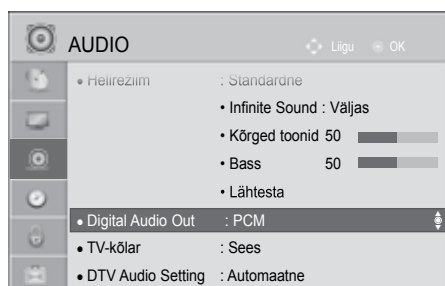 AUDIO
Liigu OK
• Helirežiim : Standardne
• Infinite Sound : Väljas
• Kõrged toonid 50
• Bass 50
• Lähtesta
• Digital Audio Out : PCM
• TV-kõlar : Sees
• DTV Audio Setting : Automaatne